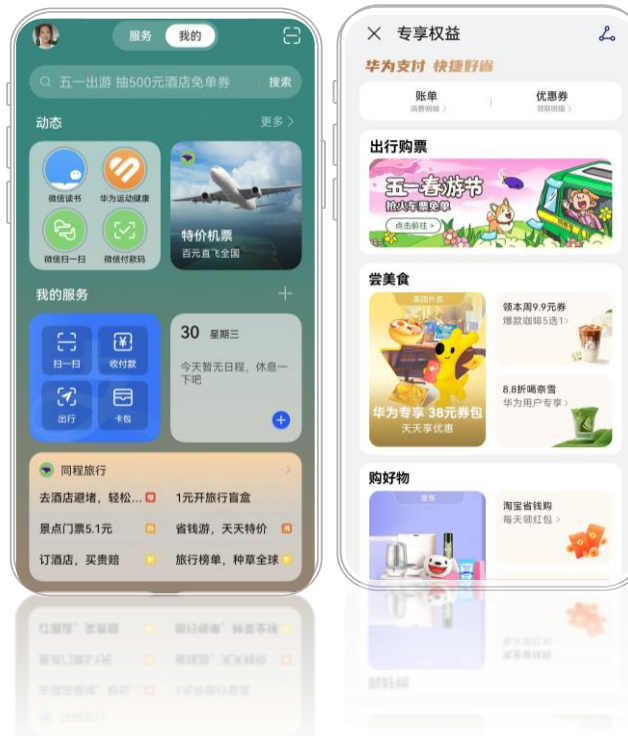 服务 我的
五一出游 抽500元酒店免单券 搜索
动态 更多
微信读书 华为运动健康
微信扫一扫 微信付款码
特价机票
百元直飞全国
我的服务
扫一扫 收付款
出行 卡包
30 星期三
今天暂无日程，休息一
下吧
同程旅行
去酒店避堵，轻松... 1元开旅行盲盒
景点门票5.1元 省钱游，天天特价
订酒店，买贵赔 旅行榜单，种草全球
专享权益
华为支付 快捷好省
账单 优惠券
消费明细 领取明细
出行购票
五一春游节
抢火车票免单
点击前往>
尝美食
美团外卖
华为专享 38元券包
天天享优惠
领本周9.9元券
爆款咖啡5选1
8.8折喝奈雪
华为用户专享
购好物
京东
淘宝省钱购
每天领红包